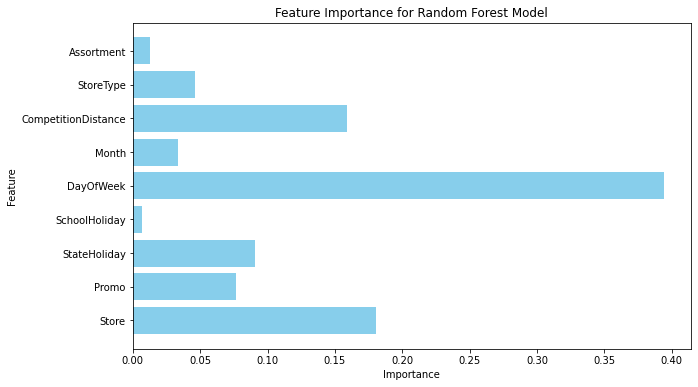 Feature Importance for Random Forest Model
Assortment
StoreType
CompetitionDistance
Month
DayOfWeek
SchoolHoliday
StateHoliday
Promo
Store
Feature
0.00 0.05 0.10 0.15 0.20 0.25 0.30 0.35 0.40
Importance